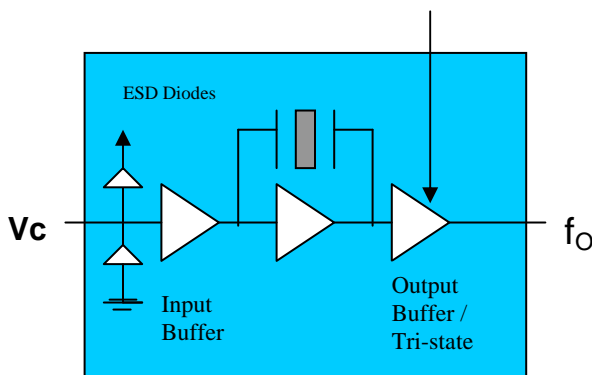 ESD Diodes
Vc
fO
Input
Buffer
Output
Buffer /
Tri-state